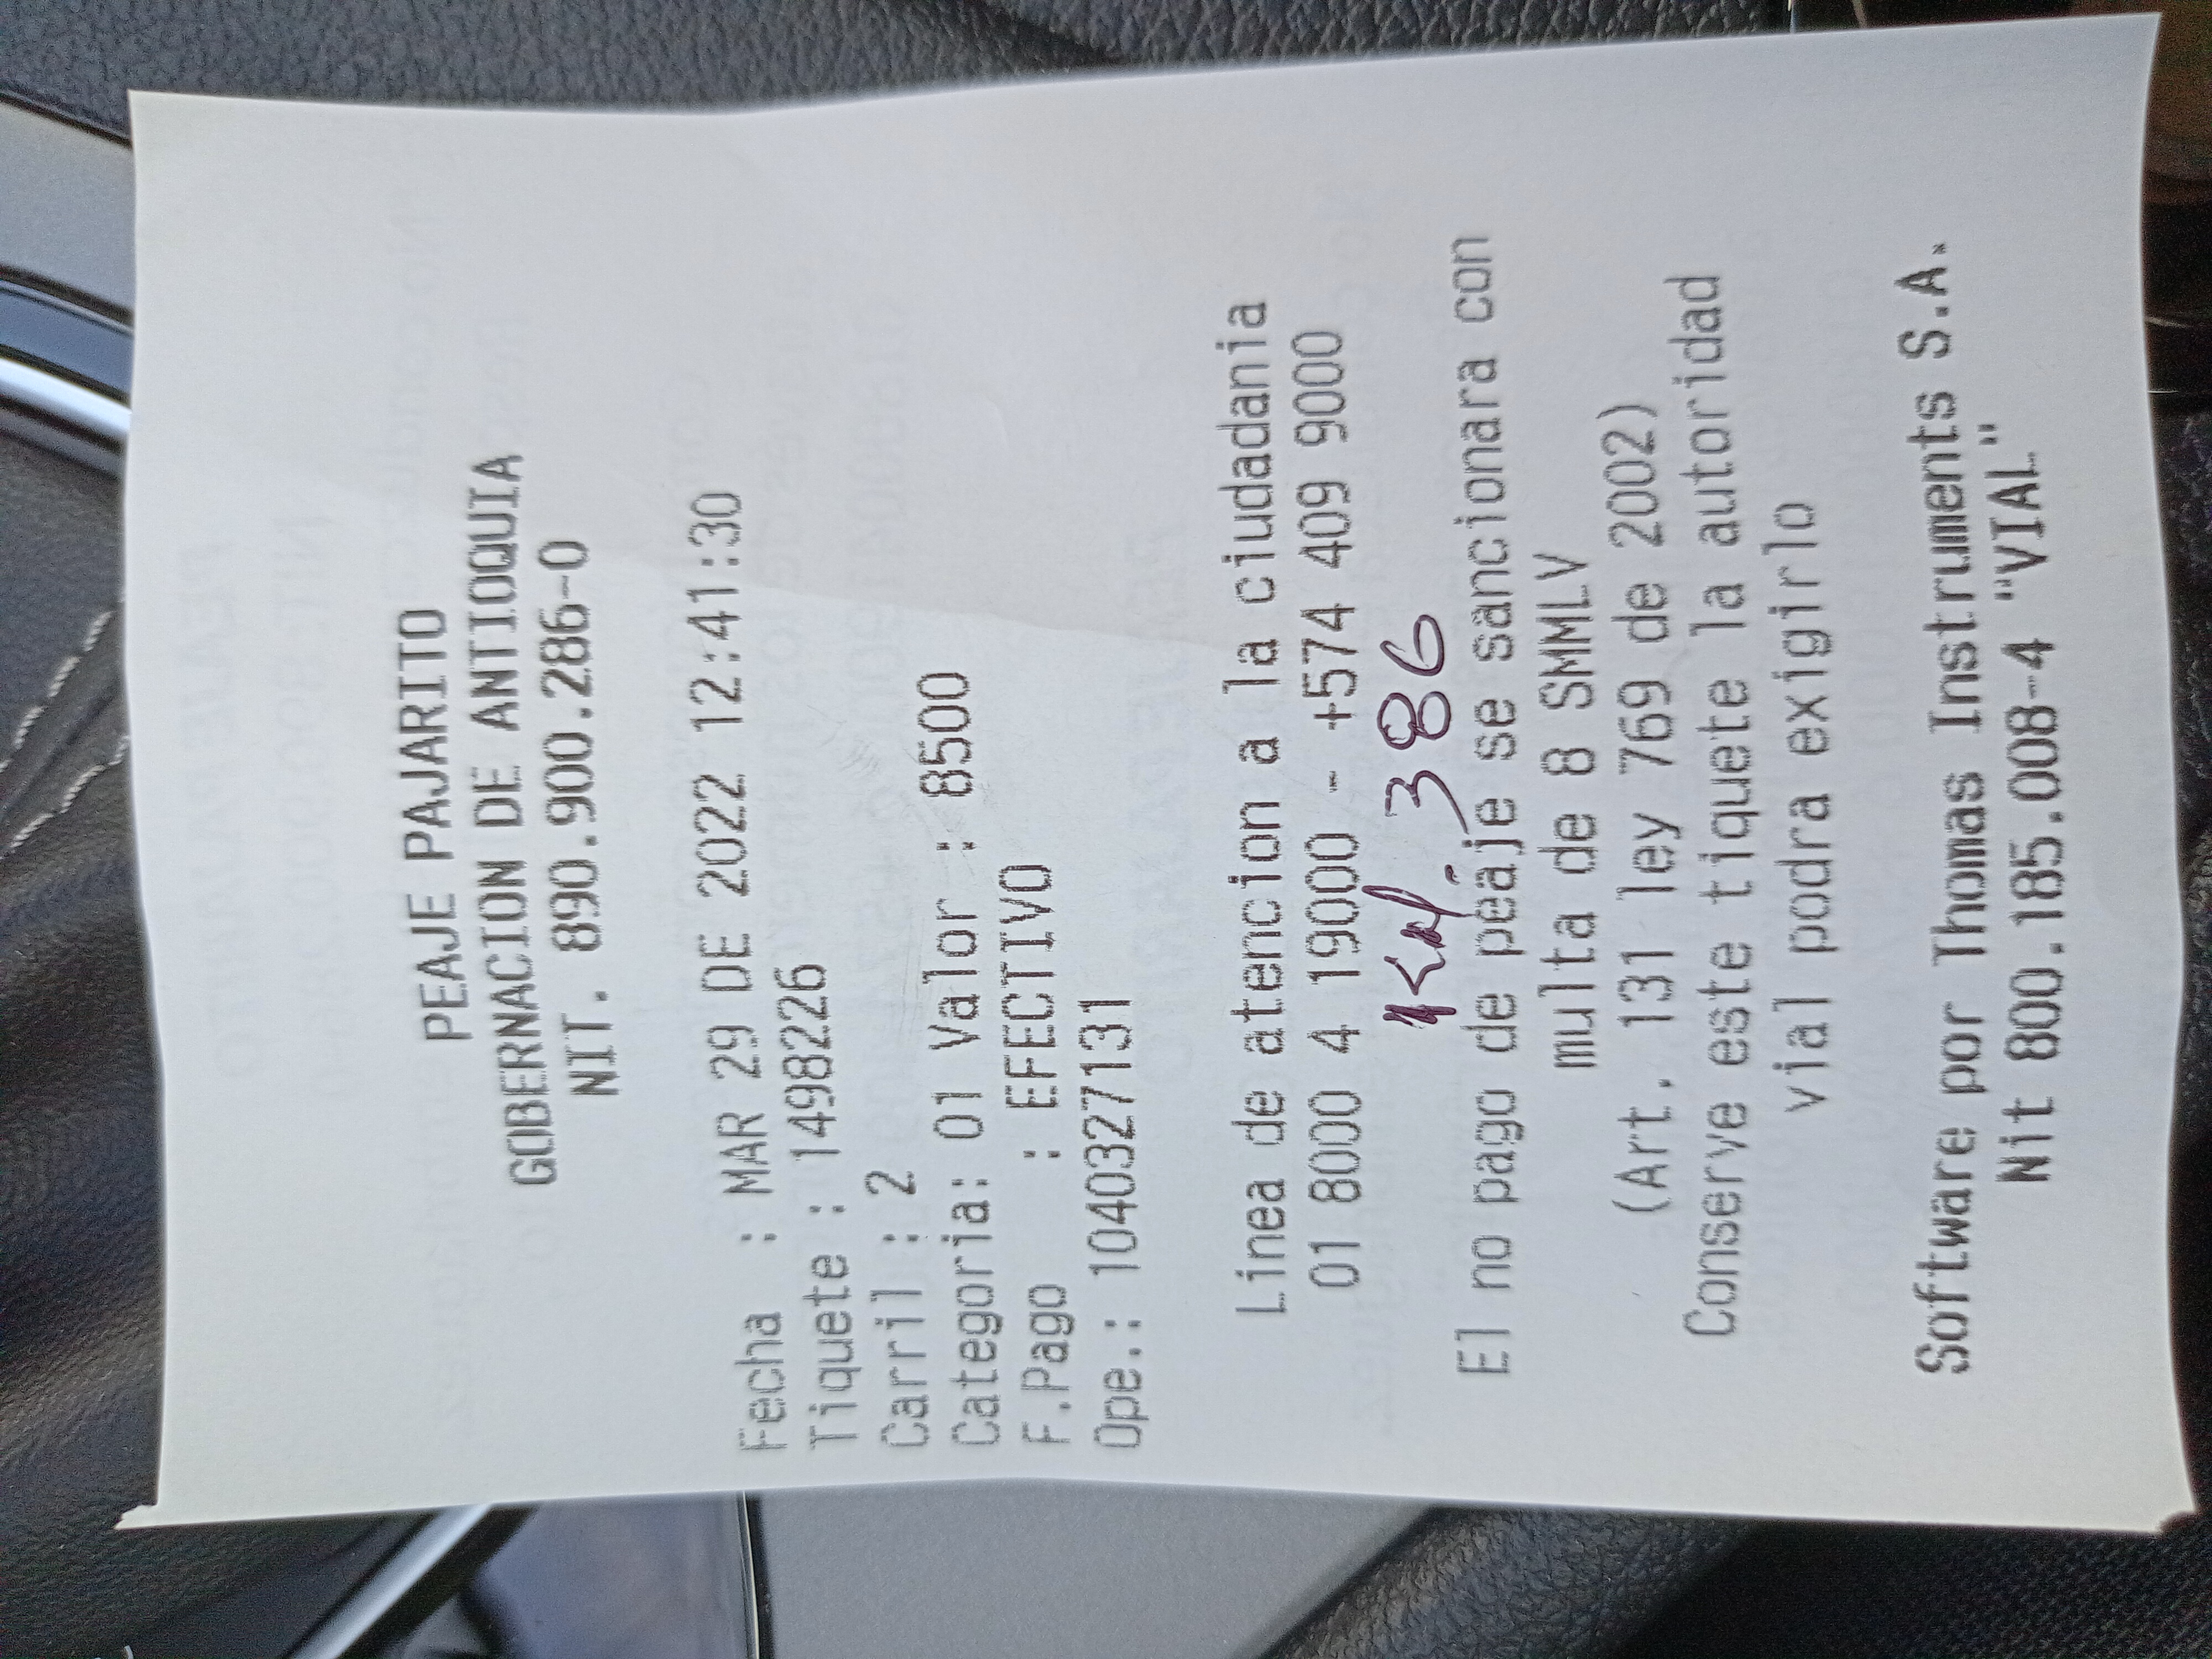 PEAJE PAJARITO
GOBERNACION DE ANTIOQUIA
NIT. 890.900.286-0
Fecha : MAR 29 DE 2022 12:41:30
Tiquete : 1498226
Carril : 2
Categoria: 01 Valor : 8500
F.Pago : EFECTIVO
Ope.: 1040327131
Linea de atencion a la ciudadania
01 8000 4 19000 - +574 409 9000
386
El no pago de peaje se sancionara con
multa de 8 SMMLV
(Art. 131 ley 769 de 2002)
Conserve este tiquete la autoridad
vial podra exigirlo
Software por Thomas Instruments S.A.
Nit 800.185.008-4 "VIAL"